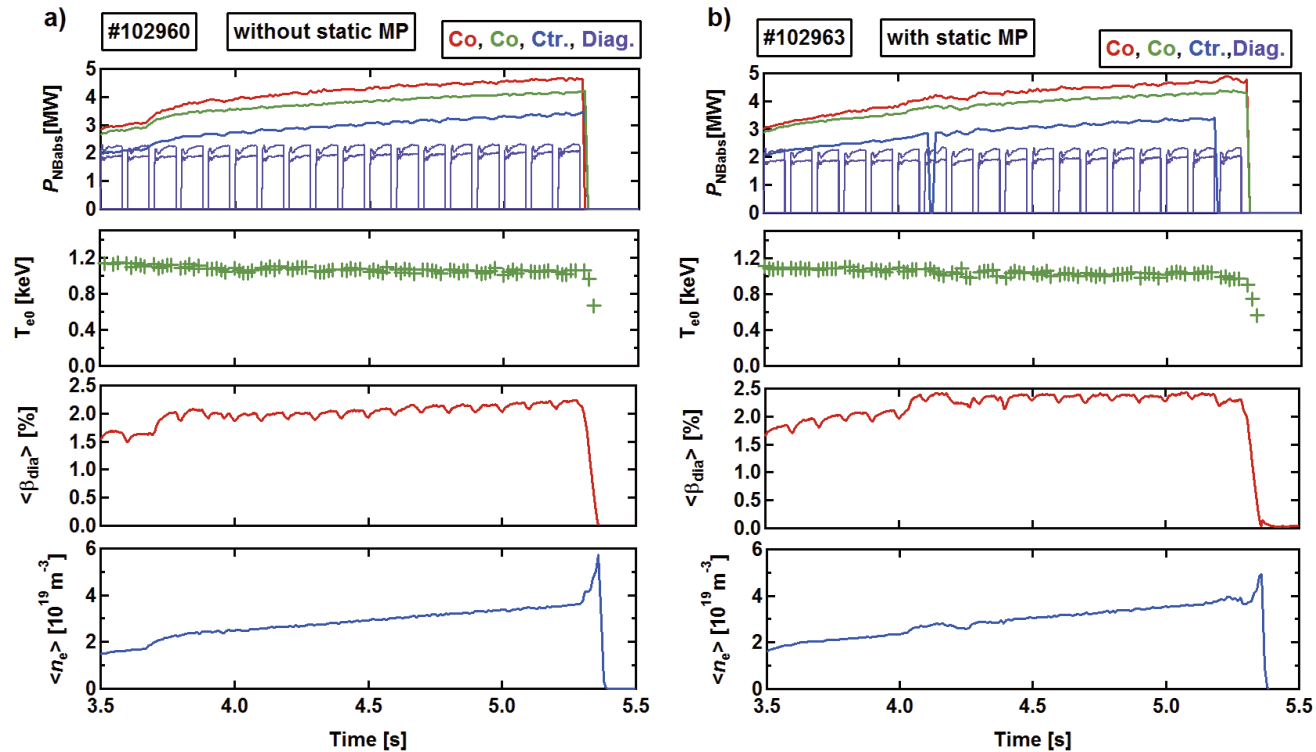 a)
#102960
without static MP
Co, Co, Ctr., Diag.
P_NBabs[MW]
5
4
3
2
1
0
T_e0 [keV]
1.2
0.8
0.4
0.0
<β_dia> [%]
2.5
2.0
1.5
1.0
0.5
0.0
<n_e> [10^19 m^-3]
6
4
2
0
3.5 4.0 4.5 5.0 5.5
Time [s]
b)
#102963
with static MP
Co, Co, Ctr.,Diag.
P_NBabs[MW]
5
4
3
2
1
0
T_e0 [keV]
1.2
0.8
0.4
0.0
<β_dia> [%]
2.5
2.0
1.5
1.0
0.5
0.0
<n_e> [10^19 m^-3]
6
4
2
0
3.5 4.0 4.5 5.0 5.5
Time [s]